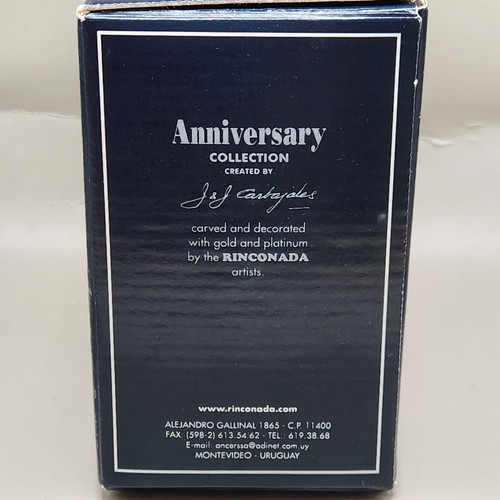 Anniversary
COLLECTION
CREATED BY
J & J Carbajales
carved and decorated
with gold and platinum
by the RINCONADA
artists.
www.rinconada.com
ALEJANDRO GALLINAL 1865 · C.P. 11400
FAX: (598-2) 613.54.62 · TEL.: 619.38.68
E-mail: ancersso@adinet.com.uy
MONTEVIDEO · URUGUAY